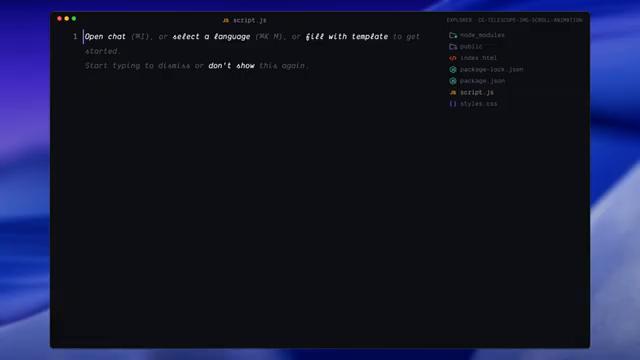 JS script.js
EXPLORER: CG-TELESCOPE-IMG-SCROLL-ANIMATION
1 Open chat (⌘I), or select a language (⌘K M), or fill with template to get
started.
Start typing to dismiss or don't show this again.
node_modules
public
index.html
package-lock.json
package.json
JS script.js
{} styles.css